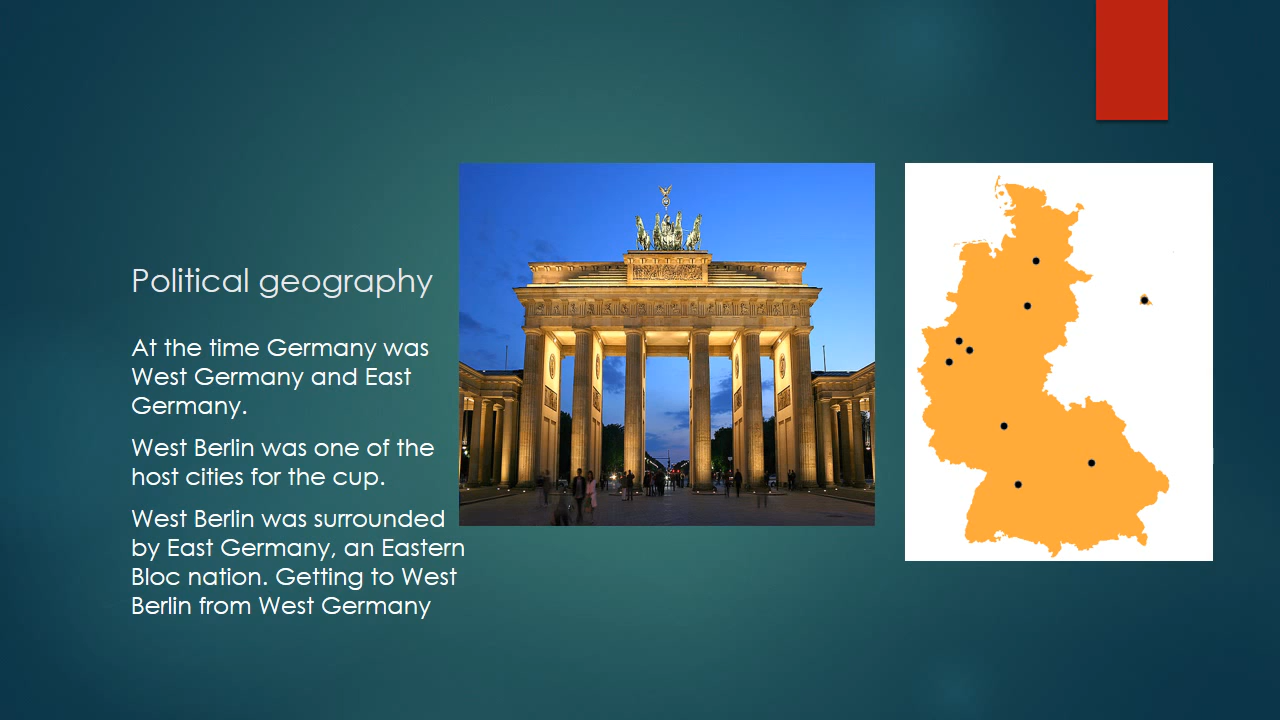 Political geography
At the time Germany was
West Germany and East
Germany.
West Berlin was one of the
host cities for the cup.
West Berlin was surrounded
by East Germany, an Eastern
Bloc nation. Getting to West
Berlin from West Germany